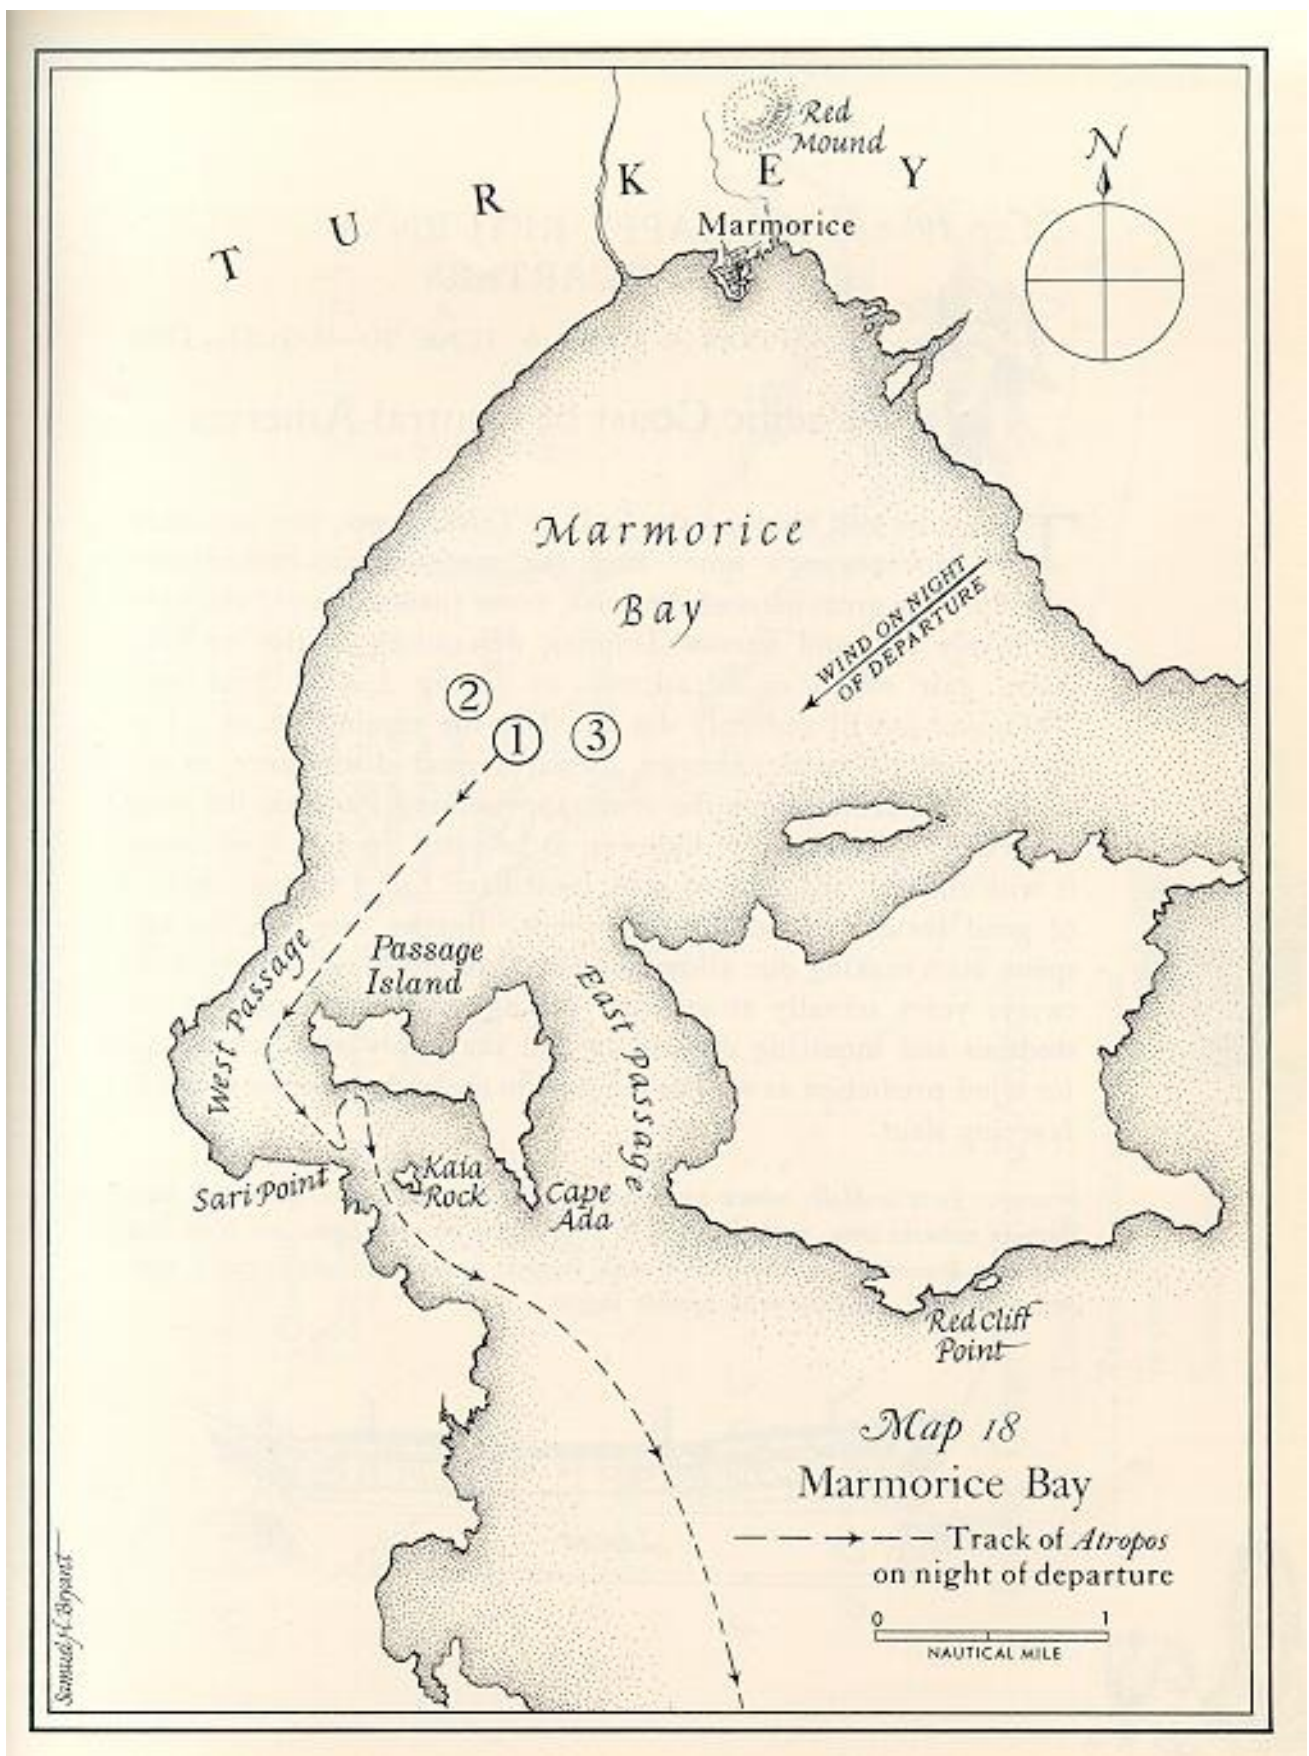 Red
Mound
N
TURKEY
Marmorice
Marmorice
Bay
WIND ON NIGHT
OF DEPARTURE
2
1
3
Passage
Island
West Passage
East Passage
Kaia
Rock
Sari Point
Cape
Ada
Red Cliff
Point
Map 18
Marmorice Bay
Track of Atropos
on night of departure
0 1
NAUTICAL MILE
Samuel H. Bryant